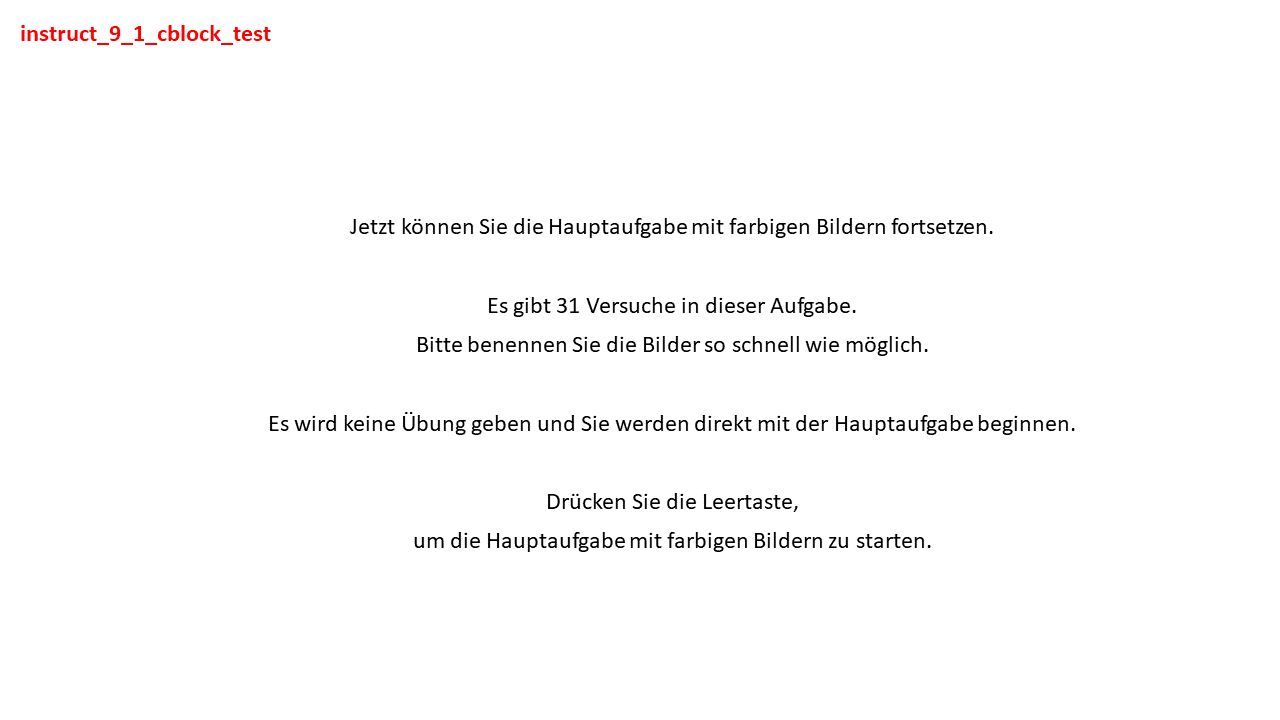 instruct_9_1_cblock_test
Jetzt können Sie die Hauptaufgabe mit farbigen Bildern fortsetzen.
Es gibt 31 Versuche in dieser Aufgabe.
Bitte benennen Sie die Bilder so schnell wie möglich.
Es wird keine Übung geben und Sie werden direkt mit der Hauptaufgabe beginnen.
Drücken Sie die Leertaste,
um die Hauptaufgabe mit farbigen Bildern zu starten.